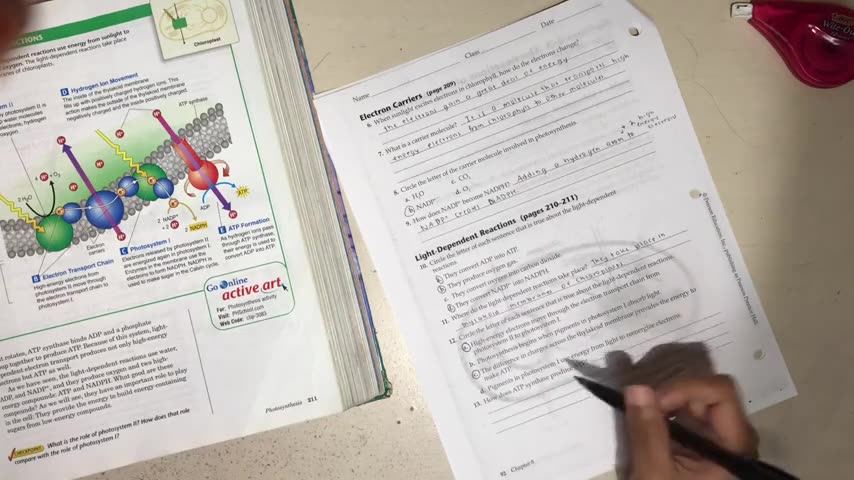 CTIONS
endent reactions use energy from sunlight to
oxygen. The light-dependent reactions take place
anes of chloroplasts.
Chloroplast
D Hydrogen Ion Movement
The inside of the thylakoid membrane
fills up with positively charged hydrogen ions. This
action makes the outside of the thylakoid membrane
negatively charged and the inside positively charged.
ATP synthase
ADP
ATP
2 H₂O
2
NADP⁺
2 NADPH
Electron
carriers
B Electron Transport Chain
High-energy electrons from
photosystem II move through
the electron transport chain to
photosystem I.
C Photosystem I
Electrons released by photosystem II
are energized again in photosystem I.
Enzymes in the membrane use the
electrons to form NADPH. NADPH is
used to make sugar in the Calvin cycle.
E ATP Formation
As hydrogen ions pass
through ATP synthase,
their energy is used to
convert ADP into ATP.
Go Online
active art
For: Photosynthesis activity
Visit: PHSchool.com
Web Code: cbp-3083
t rotates, ATP synthase binds ADP and a phosphate
together to produce ATP. Because of this system, light-
dent electron transport produces not only high-energy
lectrons but ATP as well.
As we have seen, the light-dependent reactions use water,
ADP, and NADP⁺, and they produce oxygen and two high-
energy compounds: ATP and NADPH. What good are these
compounds? As we will see, they have an important role to play
in the cell: They provide the energy to build energy-containing
sugars from low-energy compounds.
CHECKPOINT What is the role of photosystem II? How does that role
compare with the role of photosystem I?
Photosynthesis 211
Name
Class
Date
Electron Carriers (page 209)
6. When sunlight excites electrons in chlorophyll, how do the electrons change?
The electrons gain a great deal of energy
7. What is a carrier molecule? It is a molecule that transports high
energy electrons from chlorophyll to other molecules
8. Circle the letter of the carrier molecule involved in photosynthesis.
a. H₂O c. CO₂
b. NADP⁺ d. O₂
9. How does NADP⁺ become NADPH? Adding a hydrogen atom to
NADP⁺
NADPH
Light-Dependent Reactions (pages 210–211)
10. Circle the letter of each sentence that is true about the light-dependent
reactions.
a. They convert ADP into ATP.
b. They produce oxygen gas.
c. They convert oxygen into carbon dioxide.
d. They convert NADP⁺ into NADPH.
11. Where do the light-dependent reactions take place? This take place in
thylakoid membrane of chloroplast
12. Circle the letter of each sentence that is true about the light-dependent reactions.
a. High-energy electrons move through the electron transport chain from
photosystem II to photosystem I.
b. Photosynthesis begins when pigments in photosystem I absorb light.
c. The difference in charges across the thylakoid membrane provides the energy to
make ATP.
d. Pigments in photosystem I use energy from light to reenergize electrons.
13. How does ATP synthase produce
92 Chapter 8
© Pearson Education, Inc., publishing as Pearson Prentice Hall.